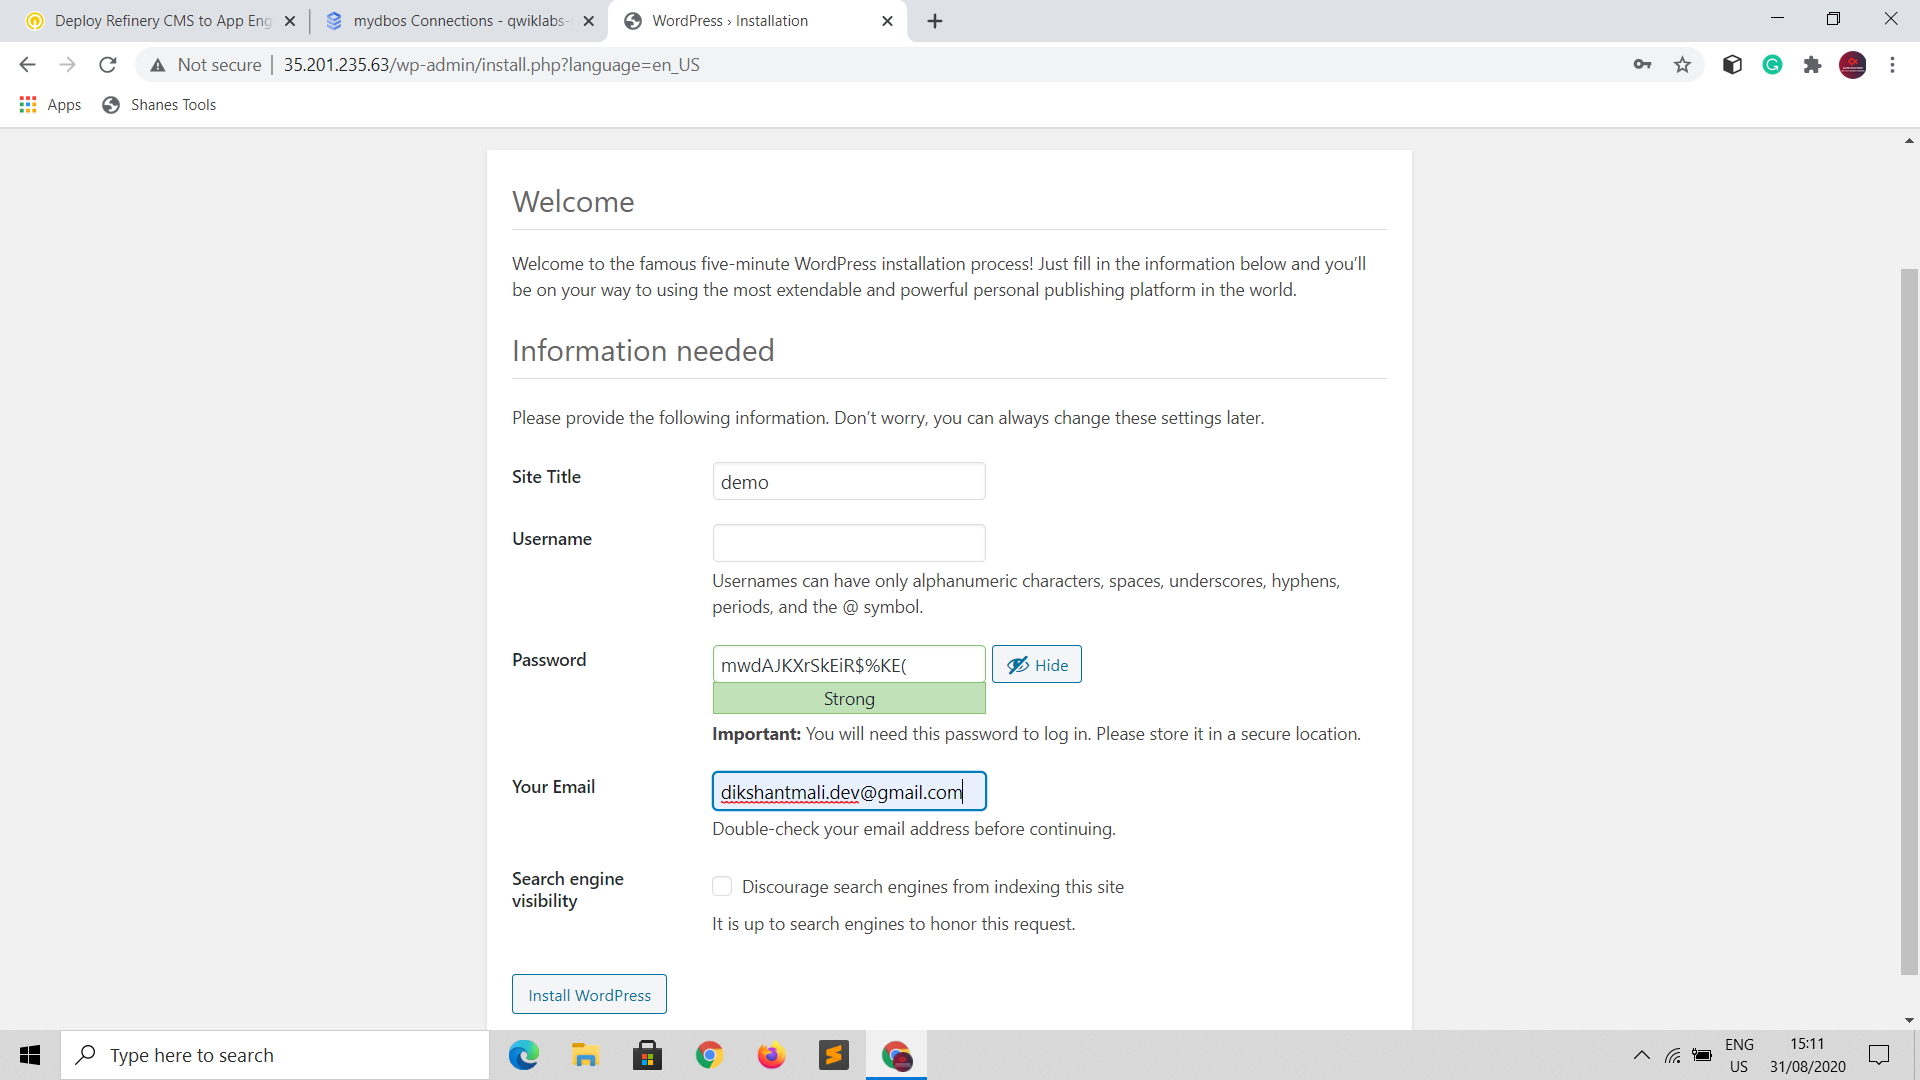 Deploy Refinery CMS to App Eng
mydbos Connections - qwiklabs-
WordPress › Installation
Not secure
35.201.235.63/wp-admin/install.php?language=en_US
Apps
Shanes Tools
Welcome
Welcome to the famous five-minute WordPress installation process! Just fill in the information below and you’ll
be on your way to using the most extendable and powerful personal publishing platform in the world.
Information needed
Please provide the following information. Don’t worry, you can always change these settings later.
Site Title
demo
Username
Usernames can have only alphanumeric characters, spaces, underscores, hyphens,
periods, and the @ symbol.
Password
mwdAJKXrSkEiR$%KE(
Hide
Strong
Important: You will need this password to log in. Please store it in a secure location.
Your Email
dikshantmali.dev@gmail.com
Double-check your email address before continuing.
Search engine
visibility
Discourage search engines from indexing this site
It is up to search engines to honor this request.
Install WordPress
Type here to search
ENG
US
15:11
31/08/2020